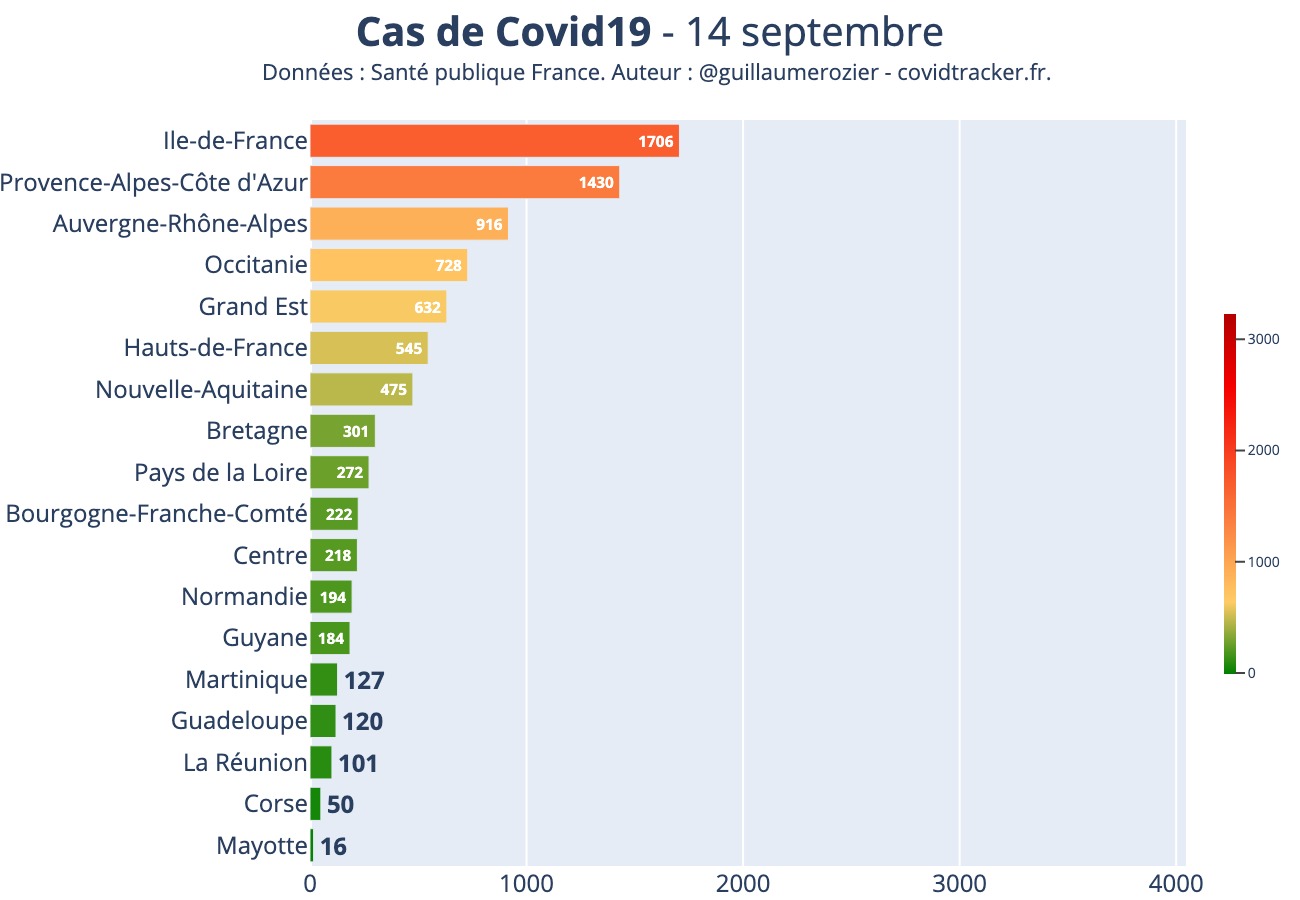 Cas de Covid19 - 14 septembre
Données : Santé publique France. Auteur : @guillaumerozier - covidtracker.fr.
Ile-de-France 1706
Provence-Alpes-Côte d'Azur 1430
Auvergne-Rhône-Alpes 916
Occitanie 728
Grand Est 632
Hauts-de-France 545
Nouvelle-Aquitaine 475
Bretagne 301
Pays de la Loire 272
Bourgogne-Franche-Comté 222
Centre 218
Normandie 194
Guyane 184
Martinique 127
Guadeloupe 120
La Réunion 101
Corse 50
Mayotte 16
0 1000 2000 3000 4000
3000
2000
1000
0